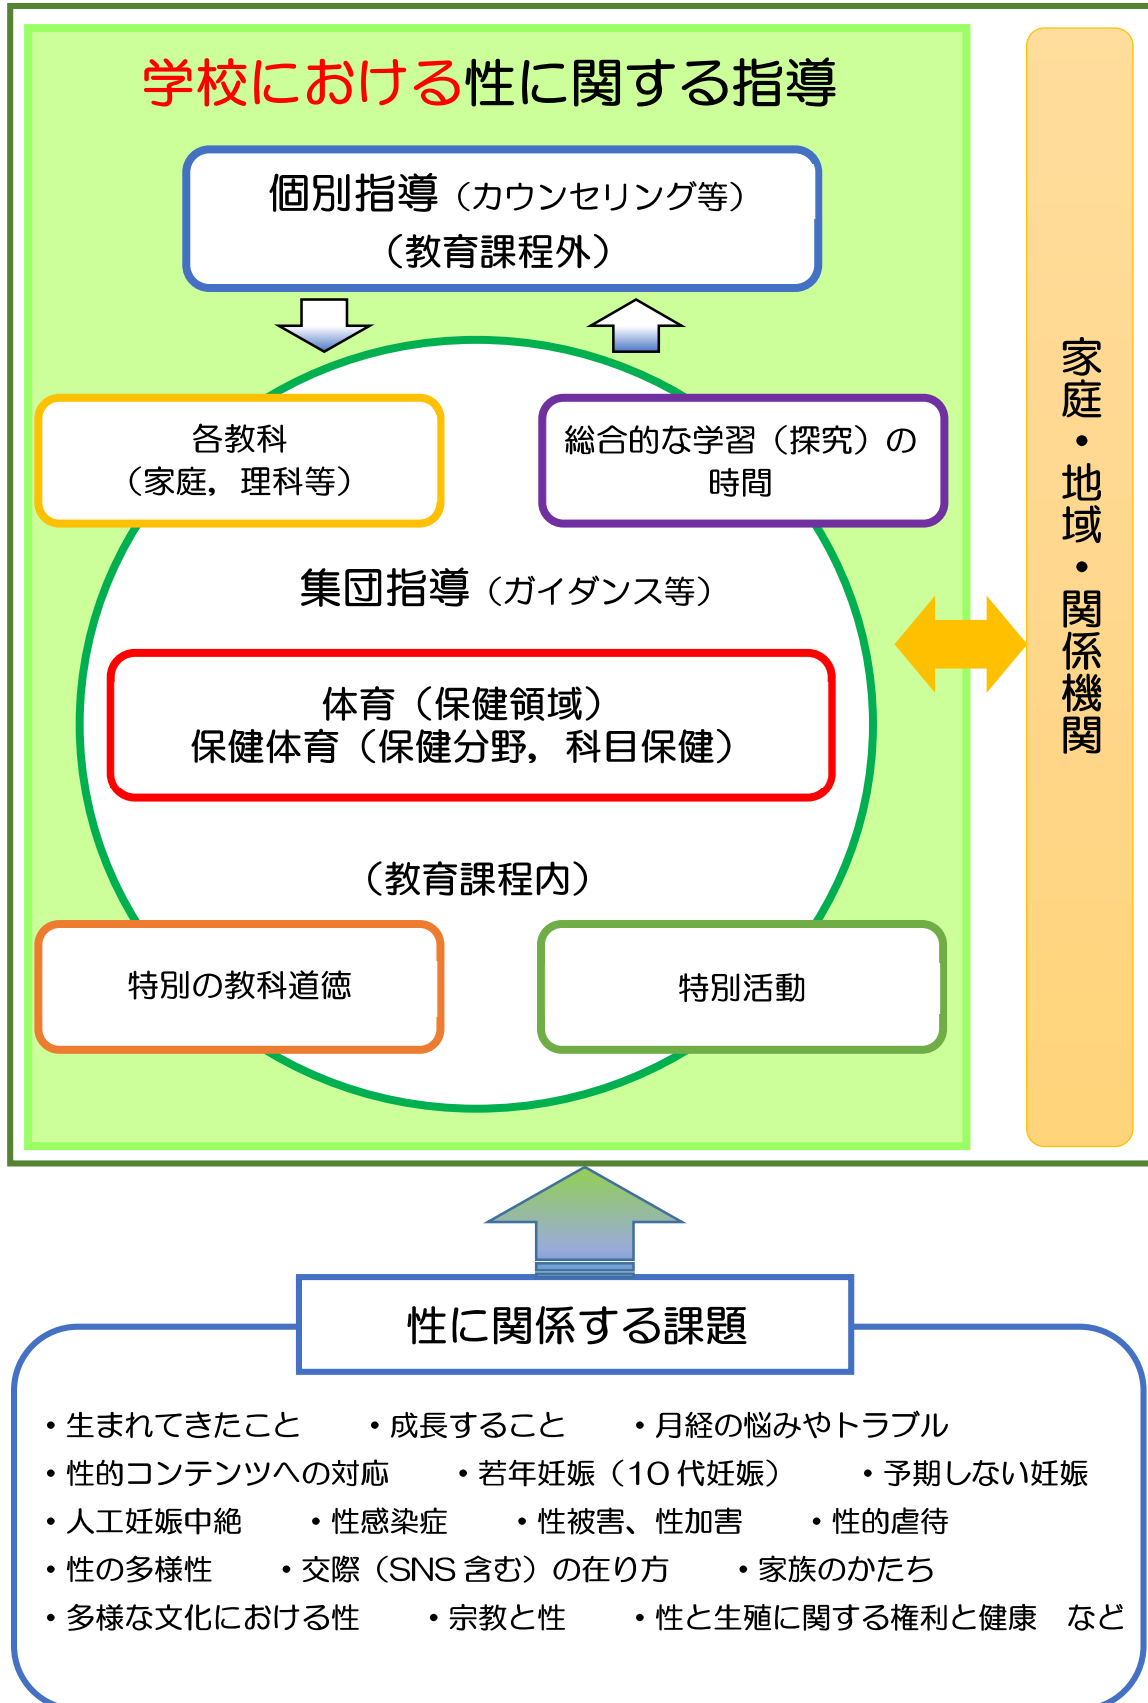 学校における性に関する指導
個別指導（カウンセリング等）
（教育課程外）
各教科
（家庭，理科等）
総合的な学習（探究）の
時間
集団指導（ガイダンス等）
体育（保健領域）
保健体育（保健分野，科目保健）
（教育課程内）
特別の教科道徳
特別活動
家庭・地域・関係機関
性に関係する課題
・生まれてきたこと　・成長すること　・月経の悩みやトラブル
・性的コンテンツへの対応　・若年妊娠（10代妊娠）　・予期しない妊娠
・人工妊娠中絶　・性感染症　・性被害、性加害　・性的虐待
・性の多様性　・交際（SNS含む）の在り方　・家族のかたち
・多様な文化における性　・宗教と性　・性と生殖に関する権利と健康　など